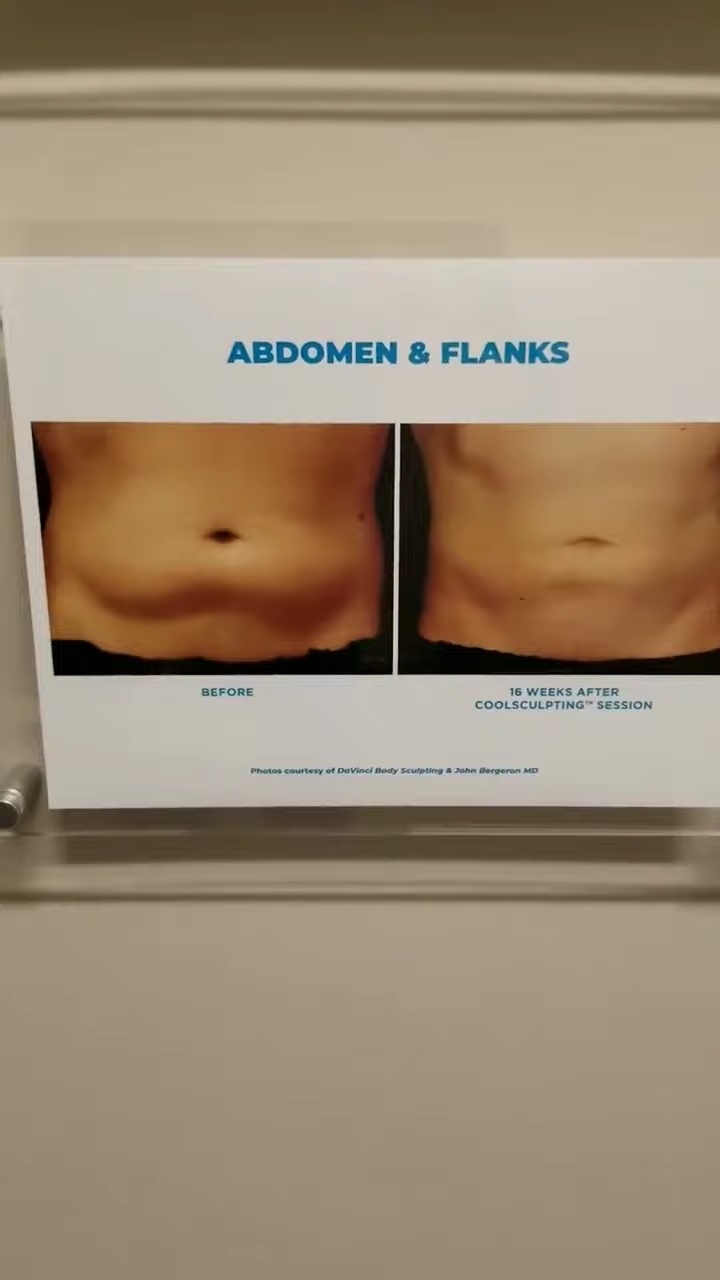 ABDOMEN & FLANKS
BEFORE
16 WEEKS AFTER
COOLSCULPTING™ SESSION
Photos courtesy of DaVinci Body Sculpting & John Bergeron MD